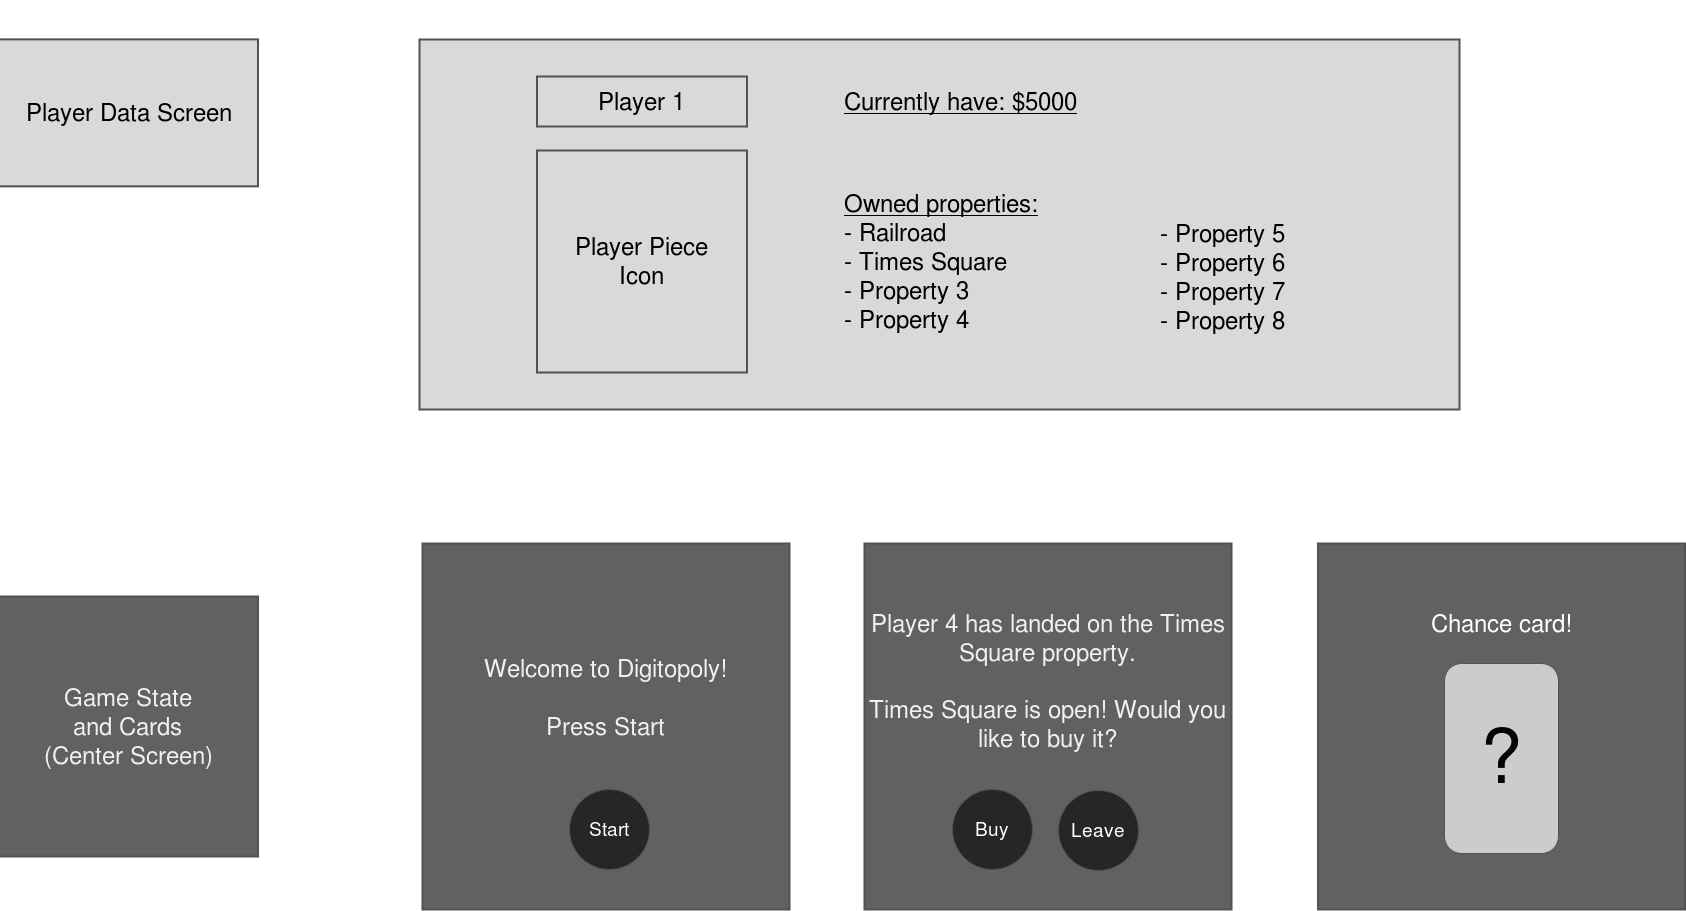 Player Data Screen
Player 1
Currently have: $5000
Player Piece
Icon
Owned properties:
- Railroad
- Times Square
- Property 3
- Property 4
- Property 5
- Property 6
- Property 7
- Property 8
Game State
and Cards
(Center Screen)
Welcome to Digitopoly!
Press Start
Start
Player 4 has landed on the Times
Square property.
Times Square is open! Would you
like to buy it?
Buy
Leave
Chance card!
?